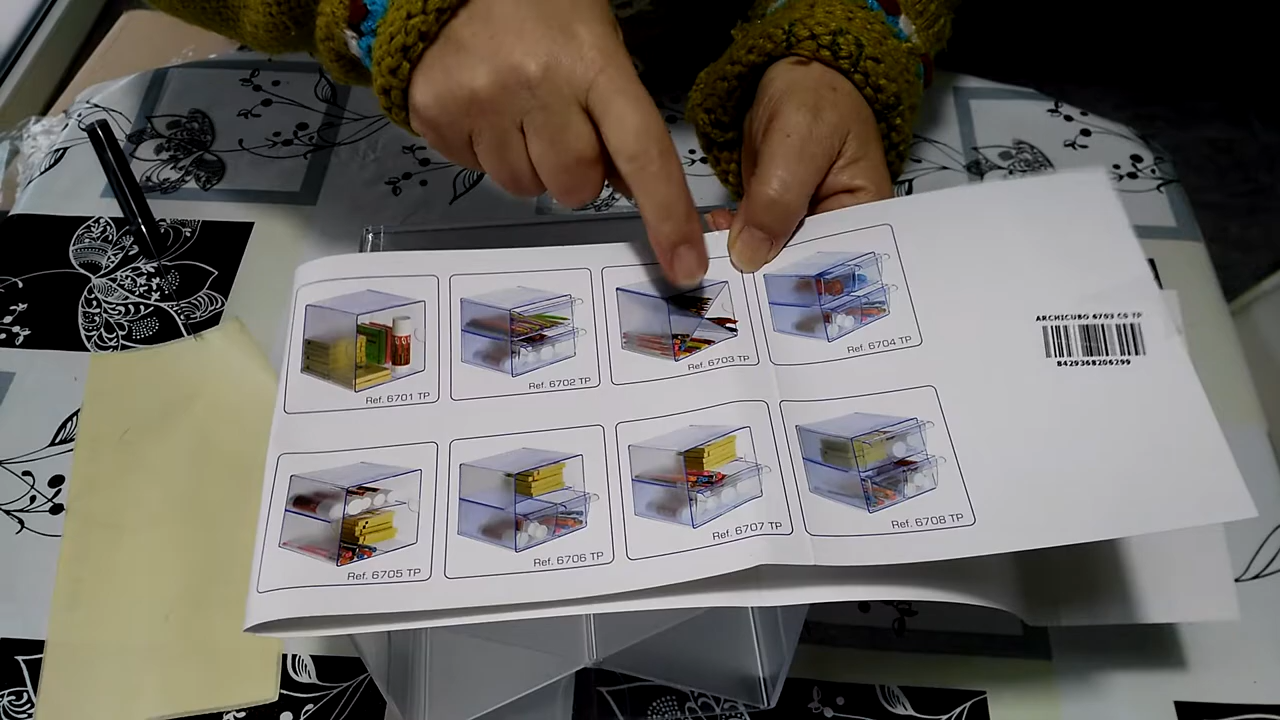 Ref. 6701 TP
Ref. 6702 TP
Ref. 6703 TP
Ref. 6704 TP
ARCHICUBO 6703 CS TP
8429368206299
Ref. 6705 TP
Ref. 6706 TP
Ref. 6707 TP
Ref. 6708 TP